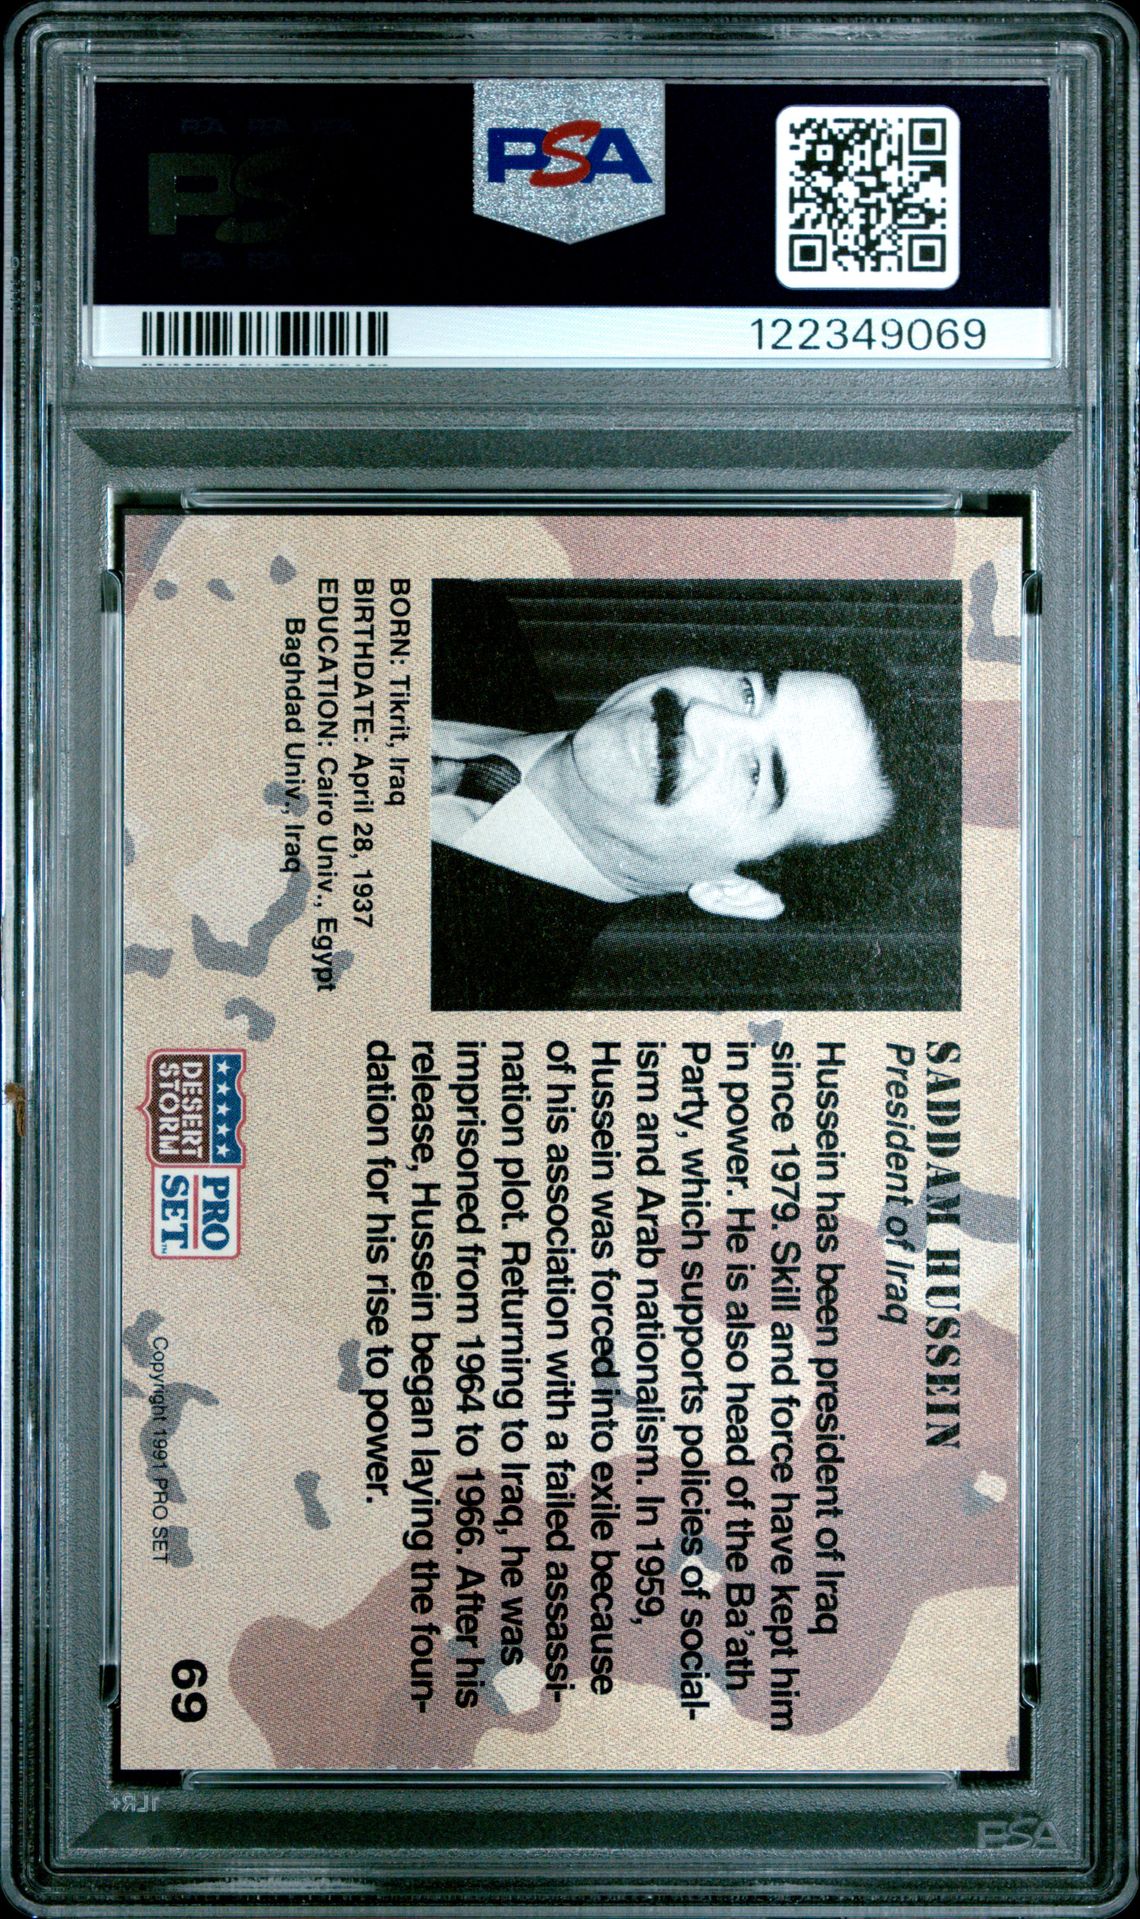 PSA
122349069
SADDAM HUSSEIN
President of Iraq
Hussein has been president of Iraq
since 1979. Skill and force have kept him
in power. He is also head of the Ba'ath
Party, which supports policies of social-
ism and Arab nationalism. In 1959,
Hussein was forced into exile because
of his association with a failed assassi-
nation plot. Returning to Iraq, he was
imprisoned from 1964 to 1966. After his
release, Hussein began laying the foun-
dation for his rise to power.
BORN: Tikrit, Iraq
BIRTHDATE: April 28, 1937
EDUCATION: Cairo Univ., Egypt
Baghdad Univ., Iraq
DESERT
STORM
PRO
SET™
Copyright 1991 PRO SET
69
1LR+
PSA